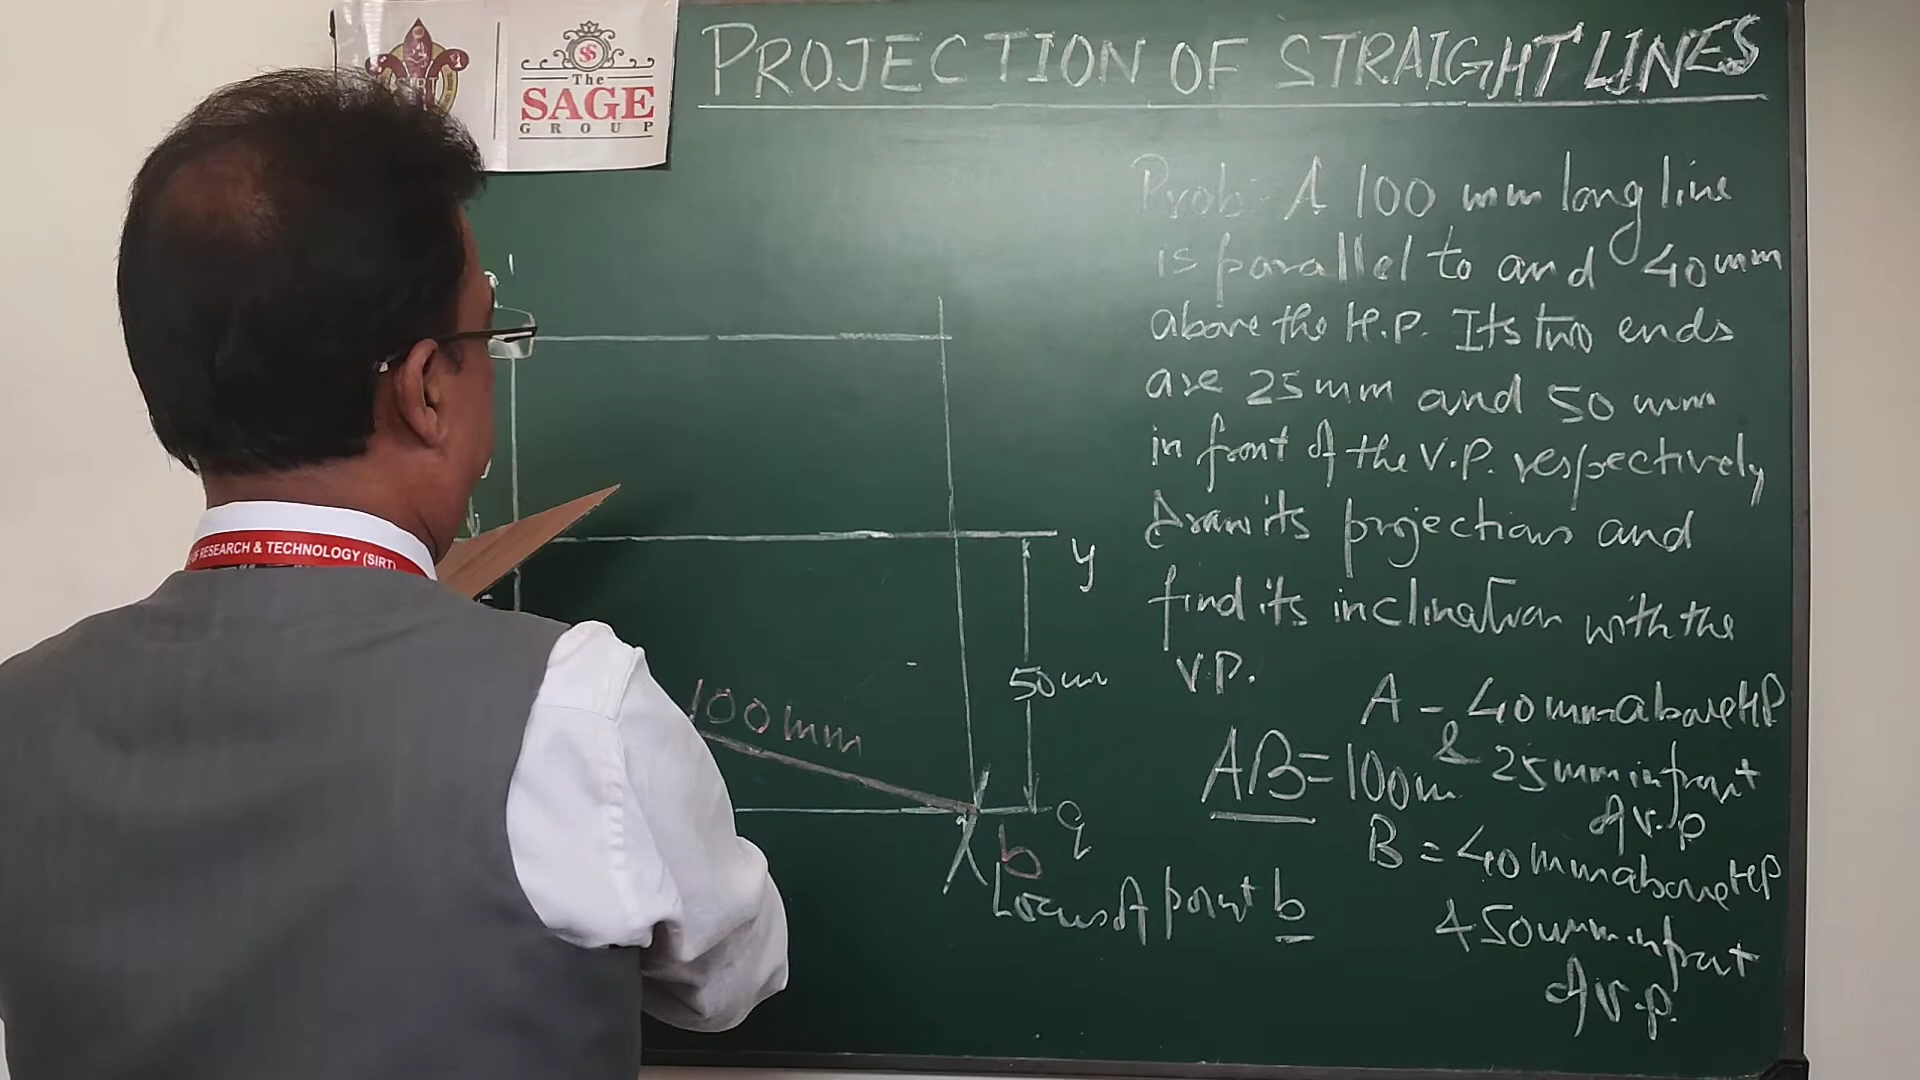 PROJECTION OF STRAIGHT LINES
The
SAGE
GROUP
Prob:- A 100 mm long line
is parallel to and 40mm
above the H.P. Its two ends
are 25mm and 50 mm
in front of the V.P. respectively
Draw its projections and
find its inclination with the
V.P.
A - 40mm above HP
& 25mm in front
of V.P
AB = 100m
B = 40mm above HP
50mm in front
of V.P.
y
50mm
100mm
b
q
Locus of point b
OF RESEARCH & TECHNOLOGY (SIRT)